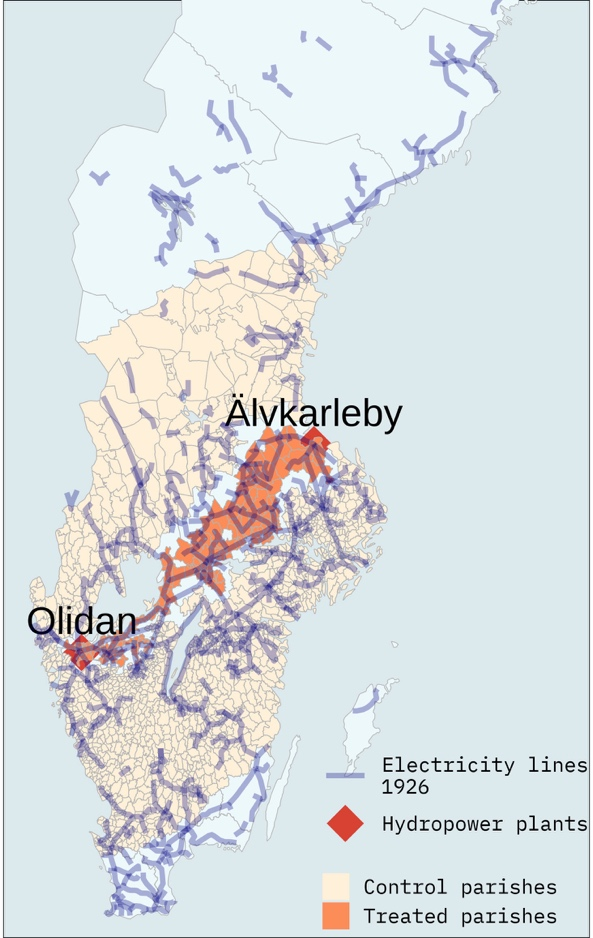 Älvkarleby
Olidan
Electricity lines
1926
Hydropower plants
Control parishes
Treated parishes